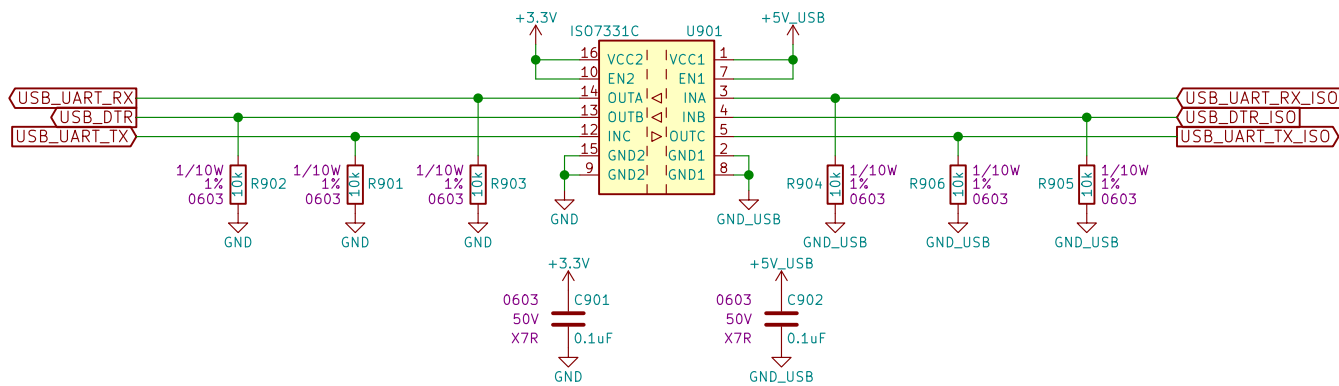 +3.3V
+5V_USB
ISO7331C
U901
16 VCC2 VCC1 1
10 EN2 EN1 7
USB_UART_RX 14 OUTA INA 3 USB_UART_RX_ISO
USB_DTR 13 OUTB INB 4 USB_DTR_ISO
USB_UART_TX 12 INC OUTC 5 USB_UART_TX_ISO
15 GND2 GND1 2
9 GND2 GND1 8
1/10W
1%
0603
10k
R902
GND
1/10W
1%
0603
10k
R901
GND
1/10W
1%
0603
10k
R903
GND
GND
GND_USB
R904
10k
1/10W
1%
0603
GND_USB
R906
10k
1/10W
1%
0603
GND_USB
R905
10k
1/10W
1%
0603
GND_USB
+3.3V
0603
50V
X7R
C901
0.1uF
GND
+5V_USB
0603
50V
X7R
C902
0.1uF
GND_USB